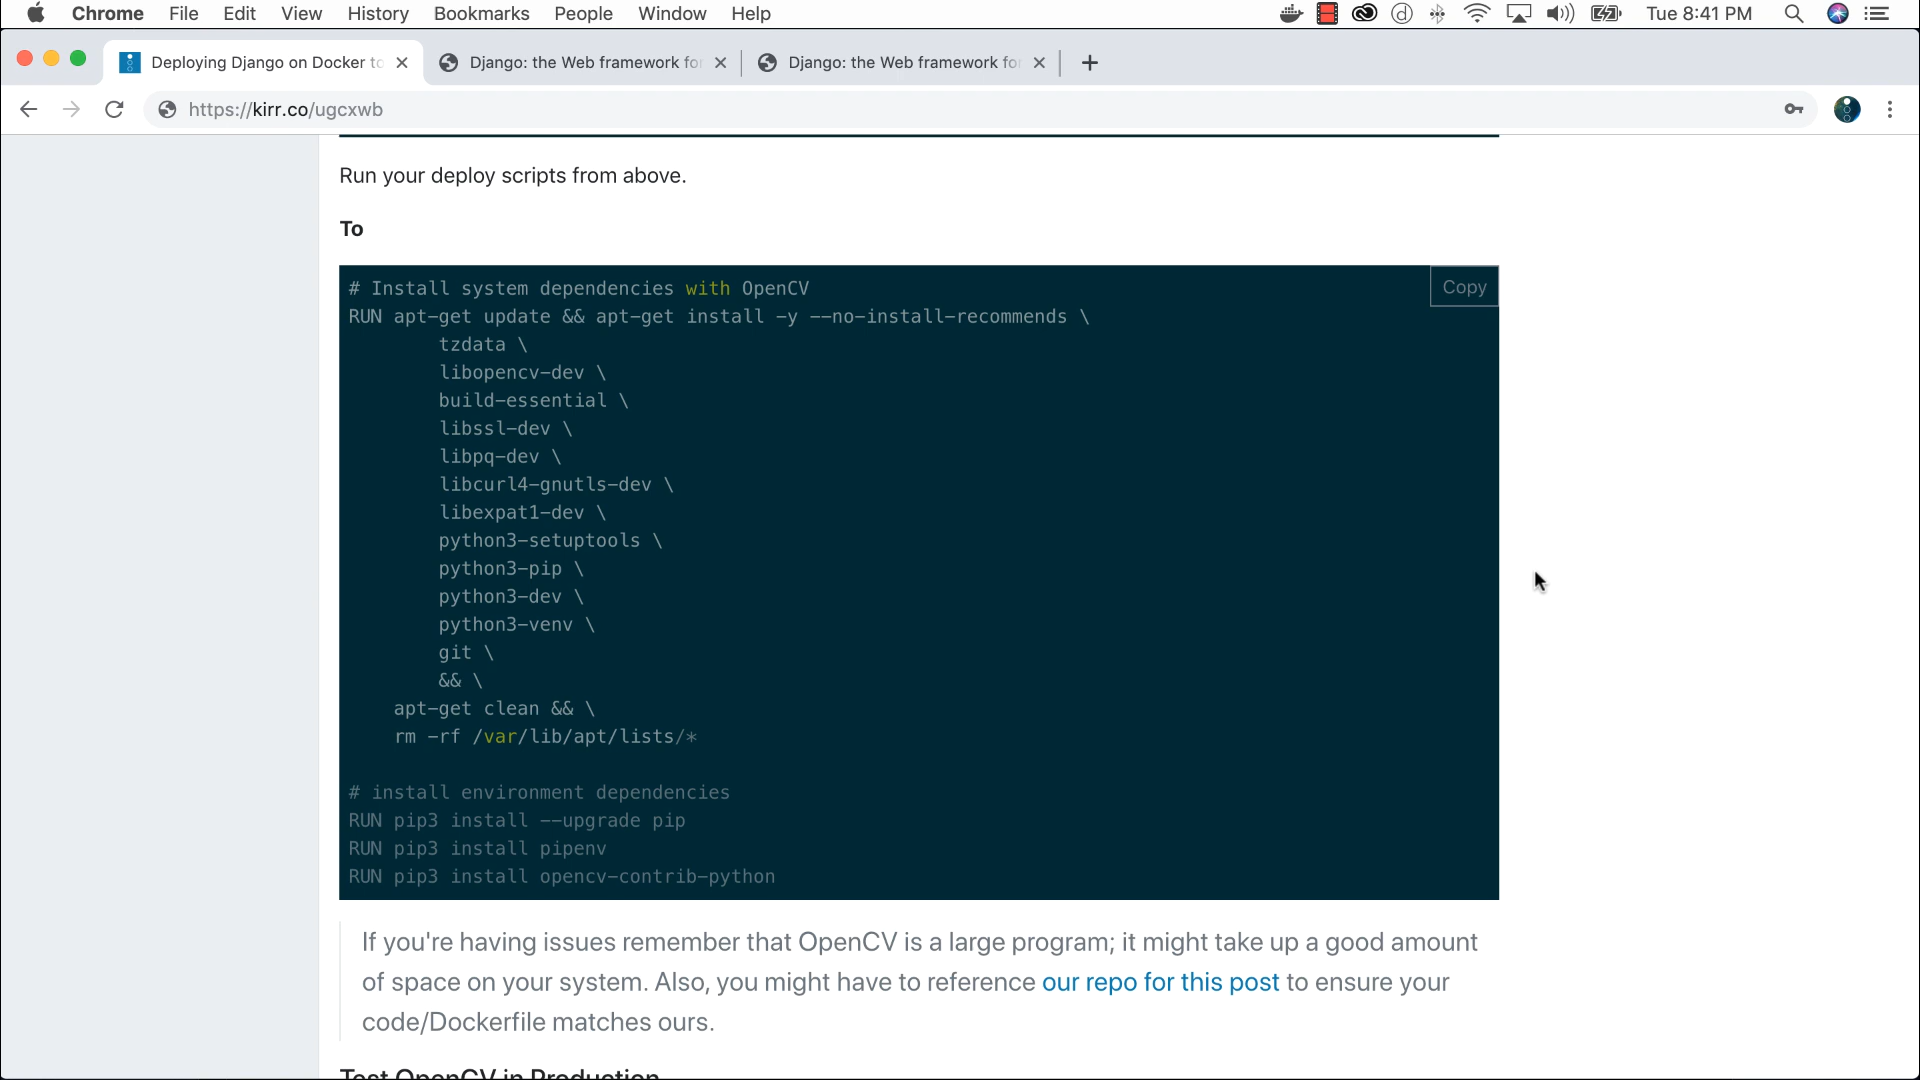 Chrome File Edit View History Bookmarks People Window Help Tue 8:41 PM
Deploying Django on Docker to Django: the Web framework for Django: the Web framework for
https://kirr.co/ugcxwb
Run your deploy scripts from above.
To
Copy
# Install system dependencies with OpenCV
RUN apt-get update && apt-get install -y --no-install-recommends \
tzdata \
libopencv-dev \
build-essential \
libssl-dev \
libpq-dev \
libcurl4-gnutls-dev \
libexpat1-dev \
python3-setuptools \
python3-pip \
python3-dev \
python3-venv \
git \
&& \
apt-get clean && \
rm -rf /var/lib/apt/lists/*
# install environment dependencies
RUN pip3 install --upgrade pip
RUN pip3 install pipenv
RUN pip3 install opencv-contrib-python
If you're having issues remember that OpenCV is a large program; it might take up a good amount
of space on your system. Also, you might have to reference our repo for this post to ensure your
code/Dockerfile matches ours.
Test OpenCV in Production